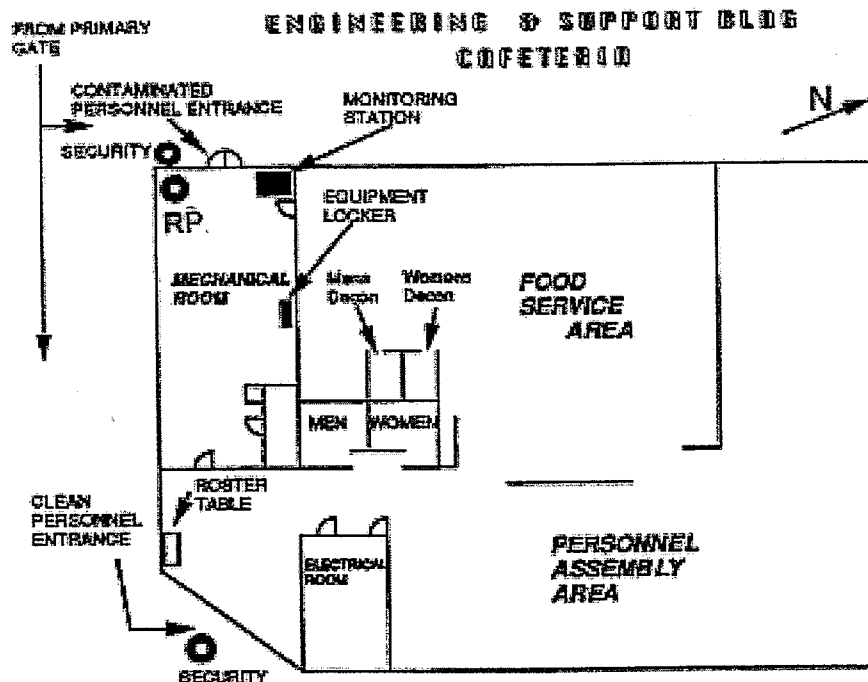 ENGINEERING & SUPPORT BLDG
CAFETERIA
FROM PRIMARY
GATE
CONTAMINATED
PERSONNEL ENTRANCE
MONITORING
STATION
N
SECURITY
RP.
EQUIPMENT
LOCKER
MECHANICAL
ROOM
Mens
Decon
Womens
Decon
FOOD
SERVICE
AREA
MEN
WOMEN
ROSTER
TABLE
CLEAN
PERSONNEL
ENTRANCE
ELECTRICAL
ROOM
PERSONNEL
ASSEMBLY
AREA
SECURITY